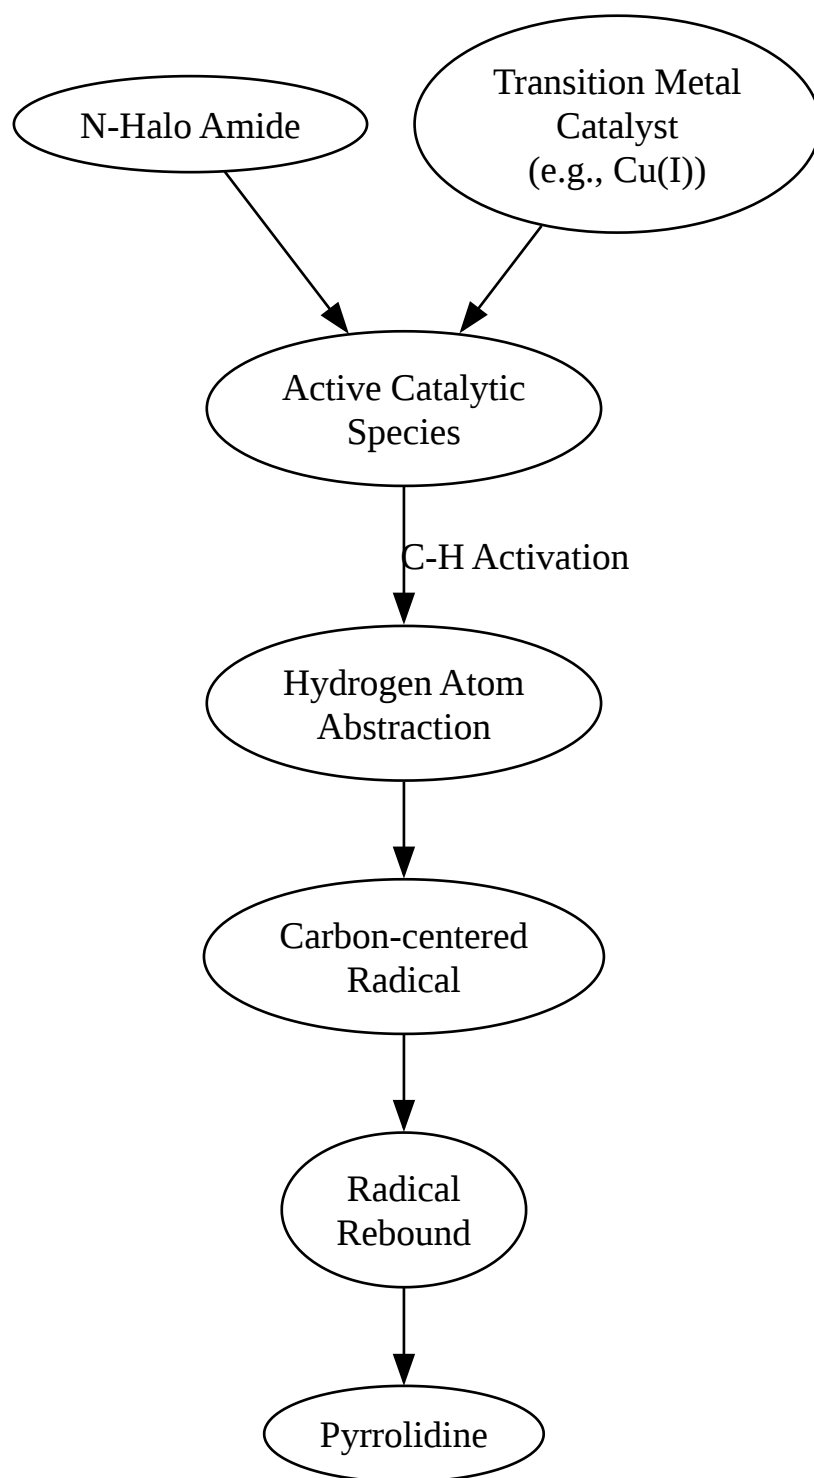 N-Halo Amide
Transition Metal
Catalyst
(e.g., Cu(I))
Active Catalytic
Species
C-H Activation
Hydrogen Atom
Abstraction
Carbon-centered
Radical
Radical
Rebound
Pyrrolidine